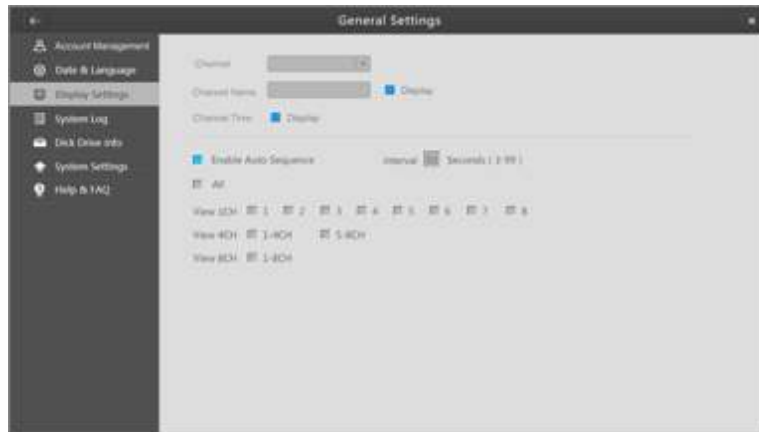 General Settings
Account Management
Date & Language
Display Settings
System Log
Disk Drive Info
System Settings
Help & FAQ
Channel
Channel Name
Display
Channel Time
Display
Enable Auto Sequence
Interval
Seconds ( 3-99 )
All
View 1CH 1 2 3 4 5 6 7 8
View 4CH 1-4CH 5-8CH
View 8CH 1-8CH